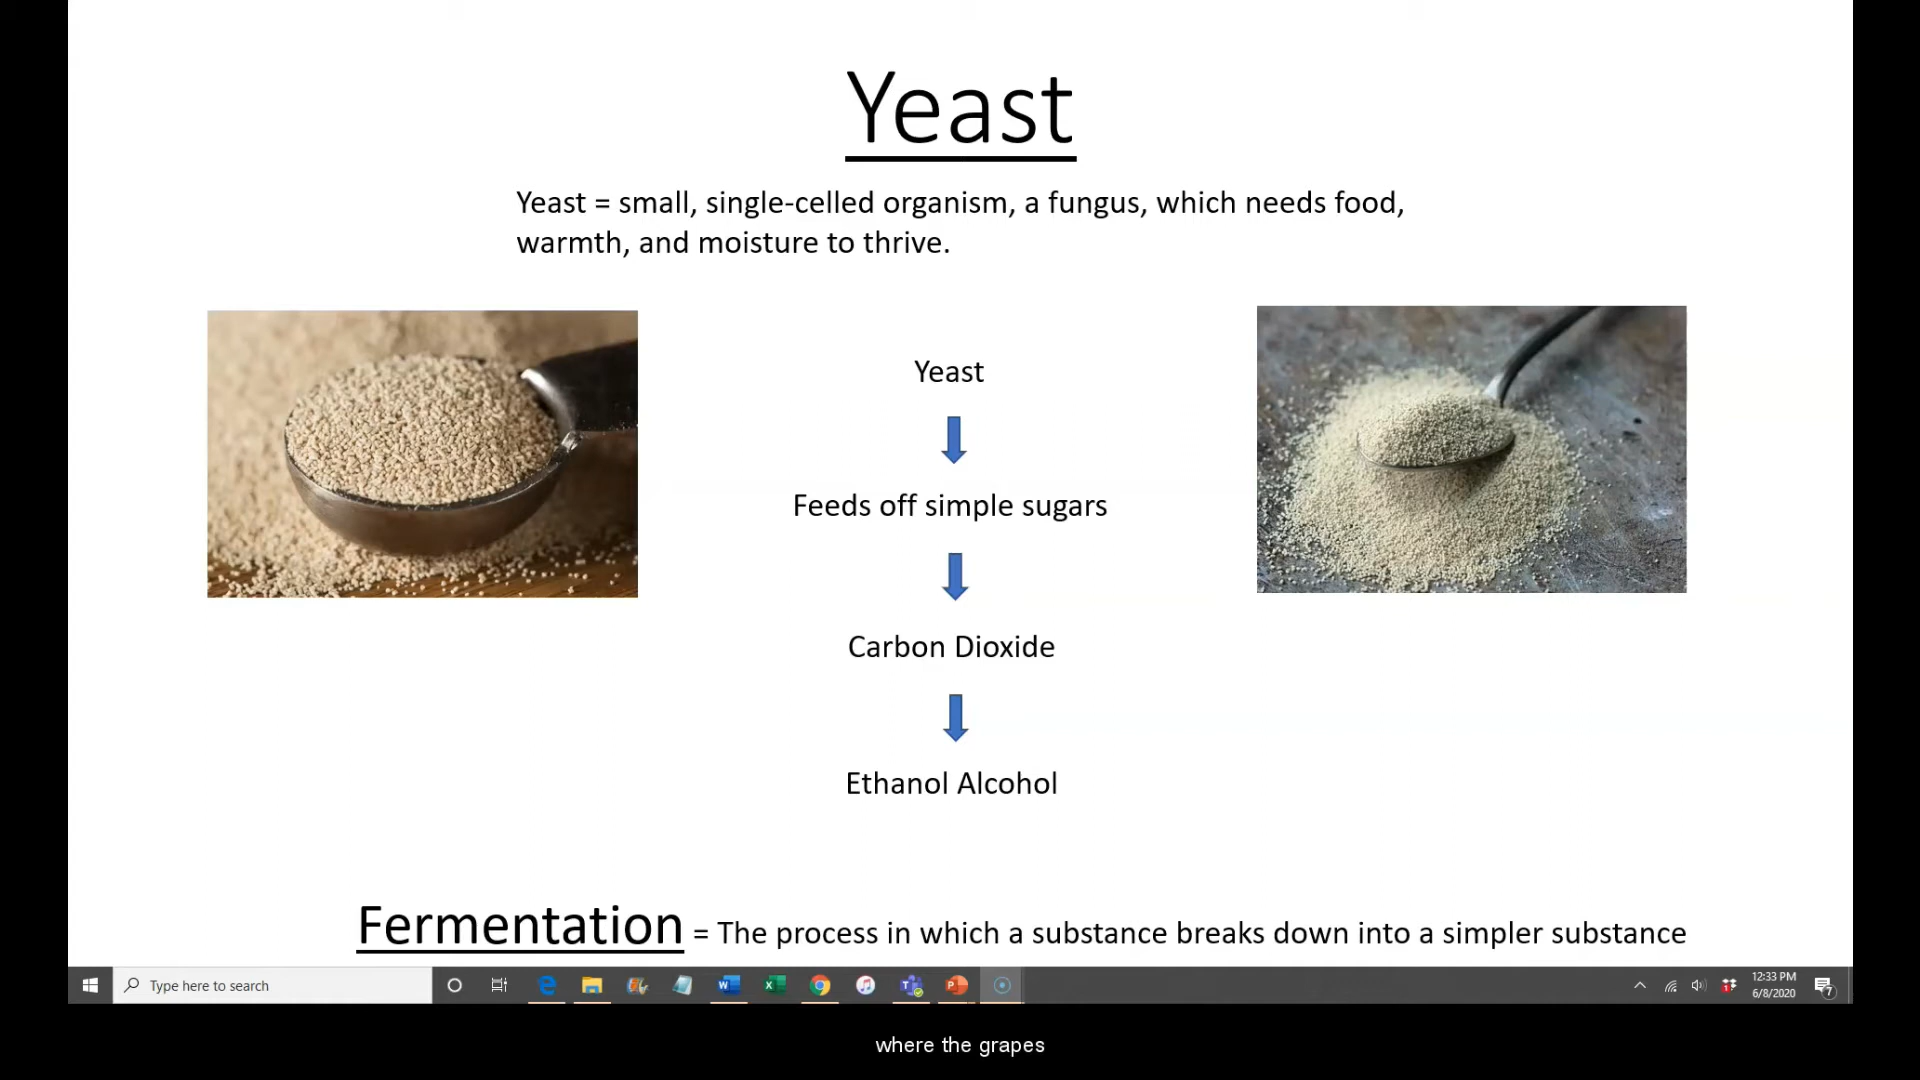 Yeast
Yeast = small, single-celled organism, a fungus, which needs food,
warmth, and moisture to thrive.
Yeast
Feeds off simple sugars
Carbon Dioxide
Ethanol Alcohol
Fermentation = The process in which a substance breaks down into a simpler substance
Type here to search
12:33 PM
6/8/2020
7
where the grapes